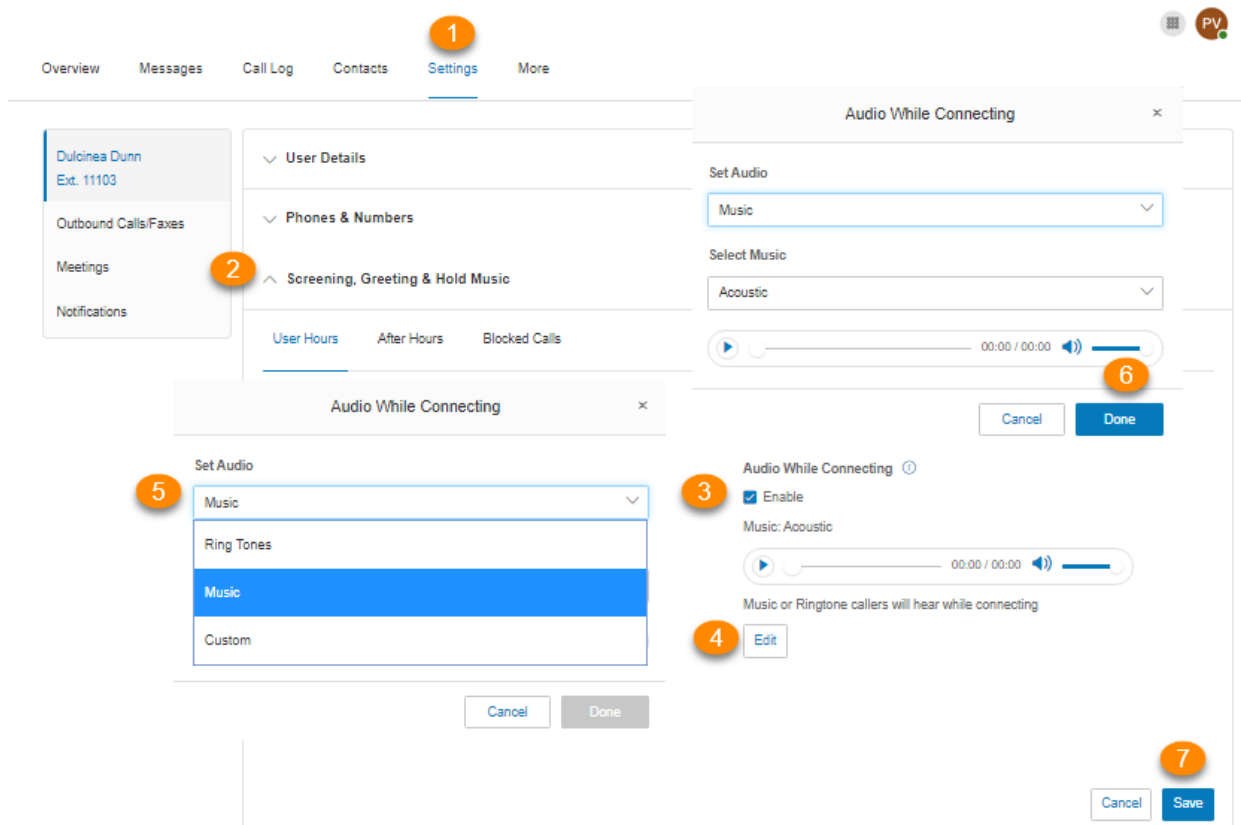 1
PV
Overview Messages Call Log Contacts Settings More
Dulcinea Dunn
Ext. 11103
Outbound Calls/Faxes
Meetings
Notifications
User Details
Phones & Numbers
2
Screening, Greeting & Hold Music
User Hours After Hours Blocked Calls
Audio While Connecting ×
Set Audio
Music
Select Music
Acoustic
00:00 / 00:00
6
Cancel Done
Audio While Connecting ×
Set Audio
5
Music
Ring Tones
Music
Custom
Cancel Done
Audio While Connecting
3
Enable
Music: Acoustic
00:00 / 00:00
Music or Ringtone callers will hear while connecting
4
Edit
7
Cancel Save